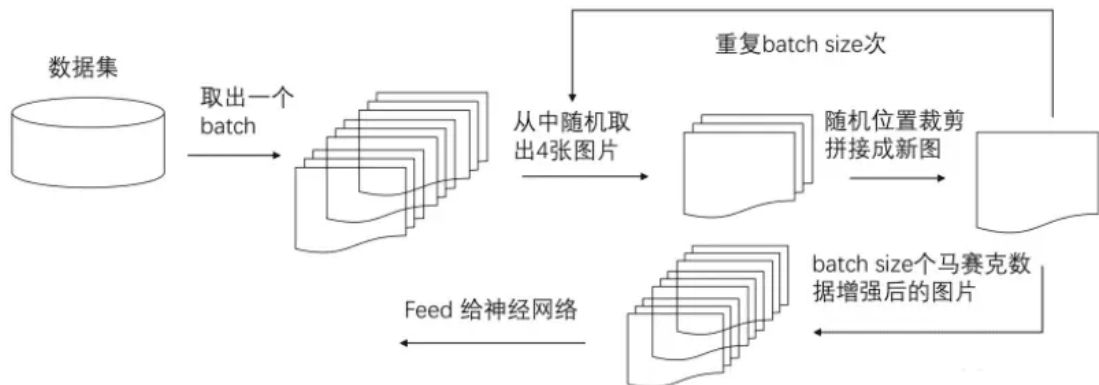 重复batch size次
数据集
取出一个
batch
从中随机取
出4张图片
随机位置裁剪
拼接成新图
batch size个马赛克数
据增强后的图片
Feed 给神经网络